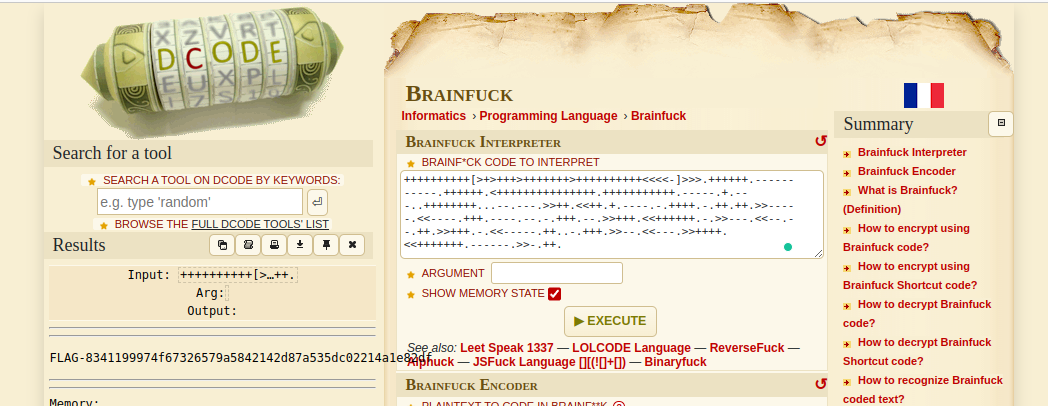 X Z V R T
D C O D E
E U X P L
Search for a tool
SEARCH A TOOL ON DCODE BY KEYWORDS:
e.g. type 'random'
BROWSE THE FULL DCODE TOOLS' LIST
Results
Input: ++++++++++[>…++.
Arg:
Output:
FLAG-8341199974f67326579a5842142d87a535dc02214a1e82df
Memory:
BRAINFUCK
Informatics › Programming Language › Brainfuck
BRAINFUCK INTERPRETER
BRAINF*CK CODE TO INTERPRET
++++++++++[>+>+++>+++++++>++++++++++<<<<-]>>>.++++++.------
-----.++++++.<+++++++++++++++.+++++++++++.-----.+.--
-..++++++++...--.---.>>++.<<++.+.----.-.++++.-.++.++.>>----
-.<<----.+++.----.--.-.+++.--.>>+++.<<++++++.-.>>---.<<--.-
-.++.>>+++.-.<<-----.++..-.+++.>>--.<<---.>>++++.
<<+++++++.------.>>-.++.
ARGUMENT
SHOW MEMORY STATE
▶ EXECUTE
See also: Leet Speak 1337 — LOLCODE Language — ReverseFuck —
Alphuck — JSFuck Language [][(![]+[]) — Binaryfuck
BRAINFUCK ENCODER
PLAINTEXT TO CODE IN BRAINF**K
Summary
Brainfuck Interpreter
Brainfuck Encoder
What is Brainfuck?
(Definition)
How to encrypt using
Brainfuck code?
How to encrypt using
Brainfuck Shortcut code?
How to decrypt Brainfuck
code?
How to decrypt Brainfuck
Shortcut code?
How to recognize Brainfuck
coded text?